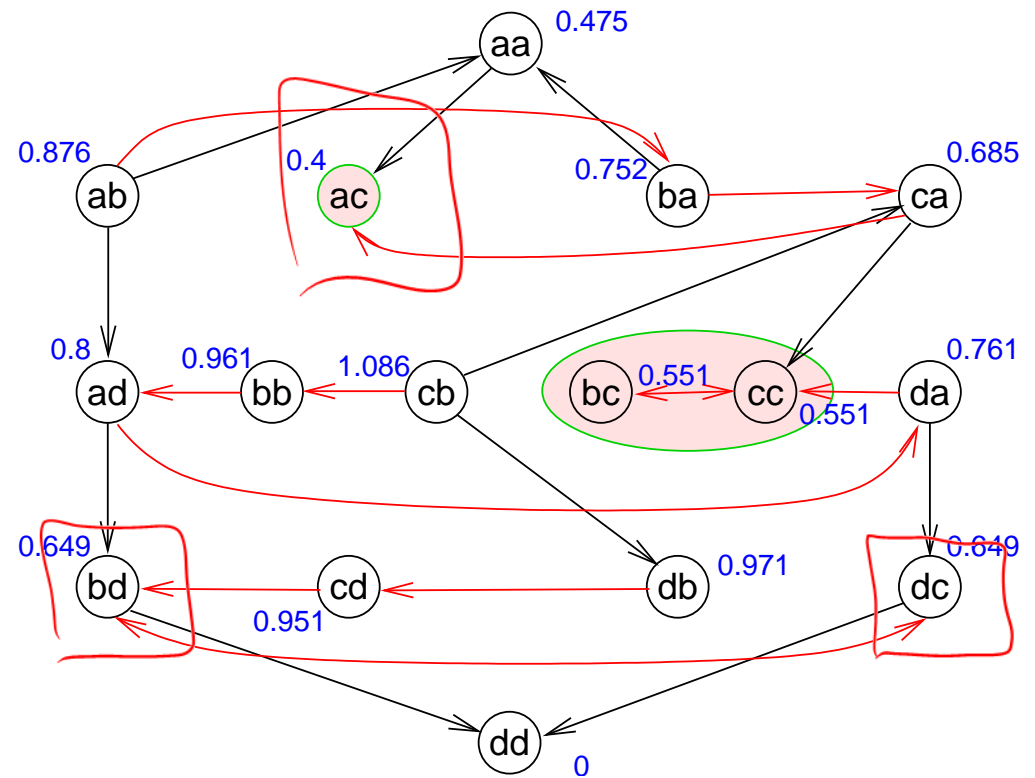 aa 0.475
0.876 ab
0.4 ac
0.752 ba
0.685 ca
0.8 ad
0.961 bb
1.086 cb
bc 0.551 cc 0.551
0.761 da
0.649 bd
cd 0.951
db 0.971
dc
dd 0